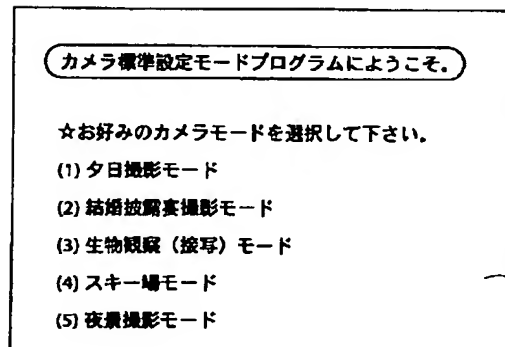 カメラ標準設定モードプログラムにようこそ。
☆お好みのカメラモードを選択して下さい。
(1) 夕日撮影モード
(2) 結婚披露宴撮影モード
(3) 生物観察（接写）モード
(4) スキー場モード
(5) 夜景撮影モード